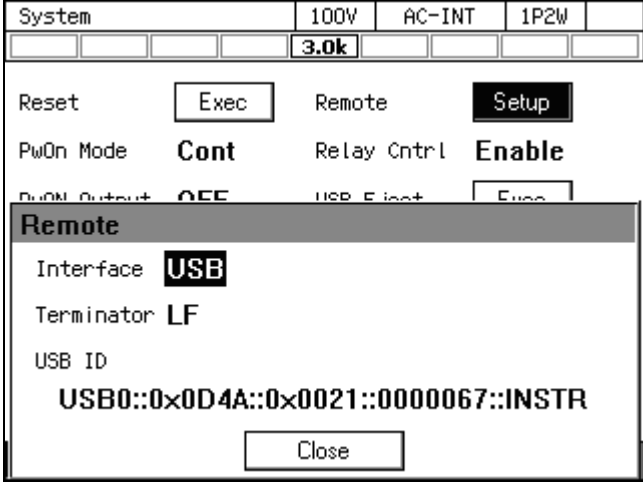 System 100V AC-INT 1P2W
3.0k
Reset Exec Remote Setup
PwOn Mode Cont Relay Cntrl Enable
Remote
Interface USB
Terminator LF
USB ID
USB0::0x0D4A::0x0021::0000067::INSTR
Close